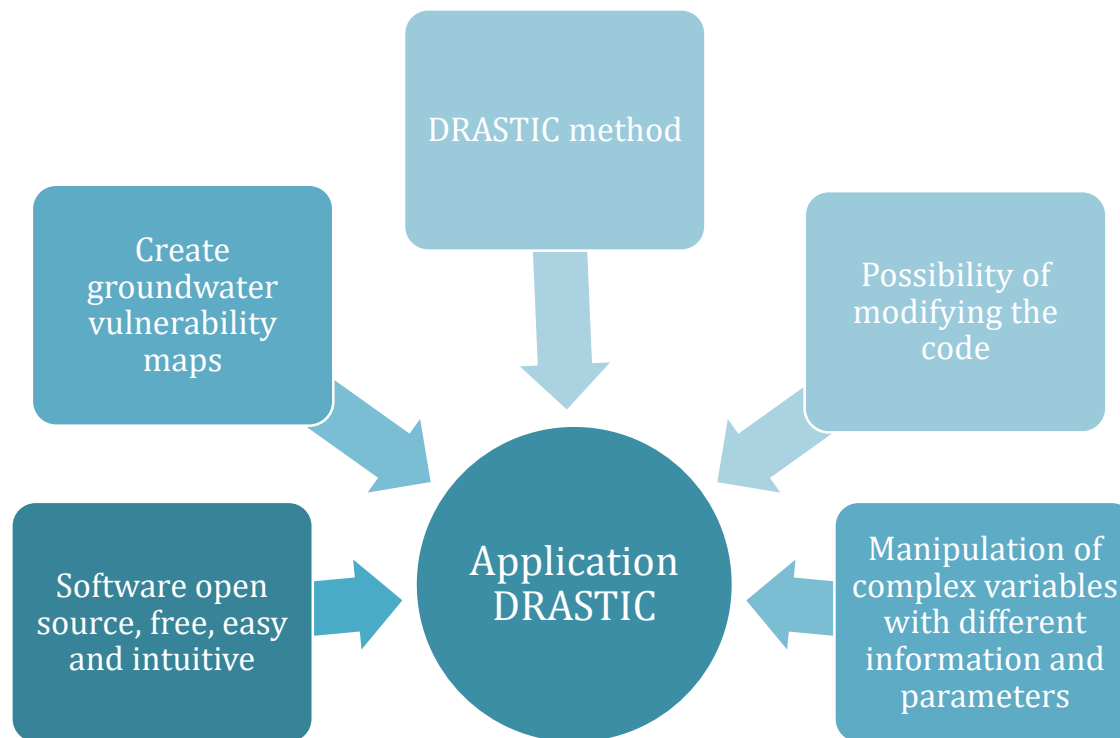 DRASTIC method
Create
groundwater
vulnerability
maps
Possibility of
modifying the
code
Software open
source, free, easy
and intuitive
Application
DRASTIC
Manipulation of
complex variables
with different
information and
parameters